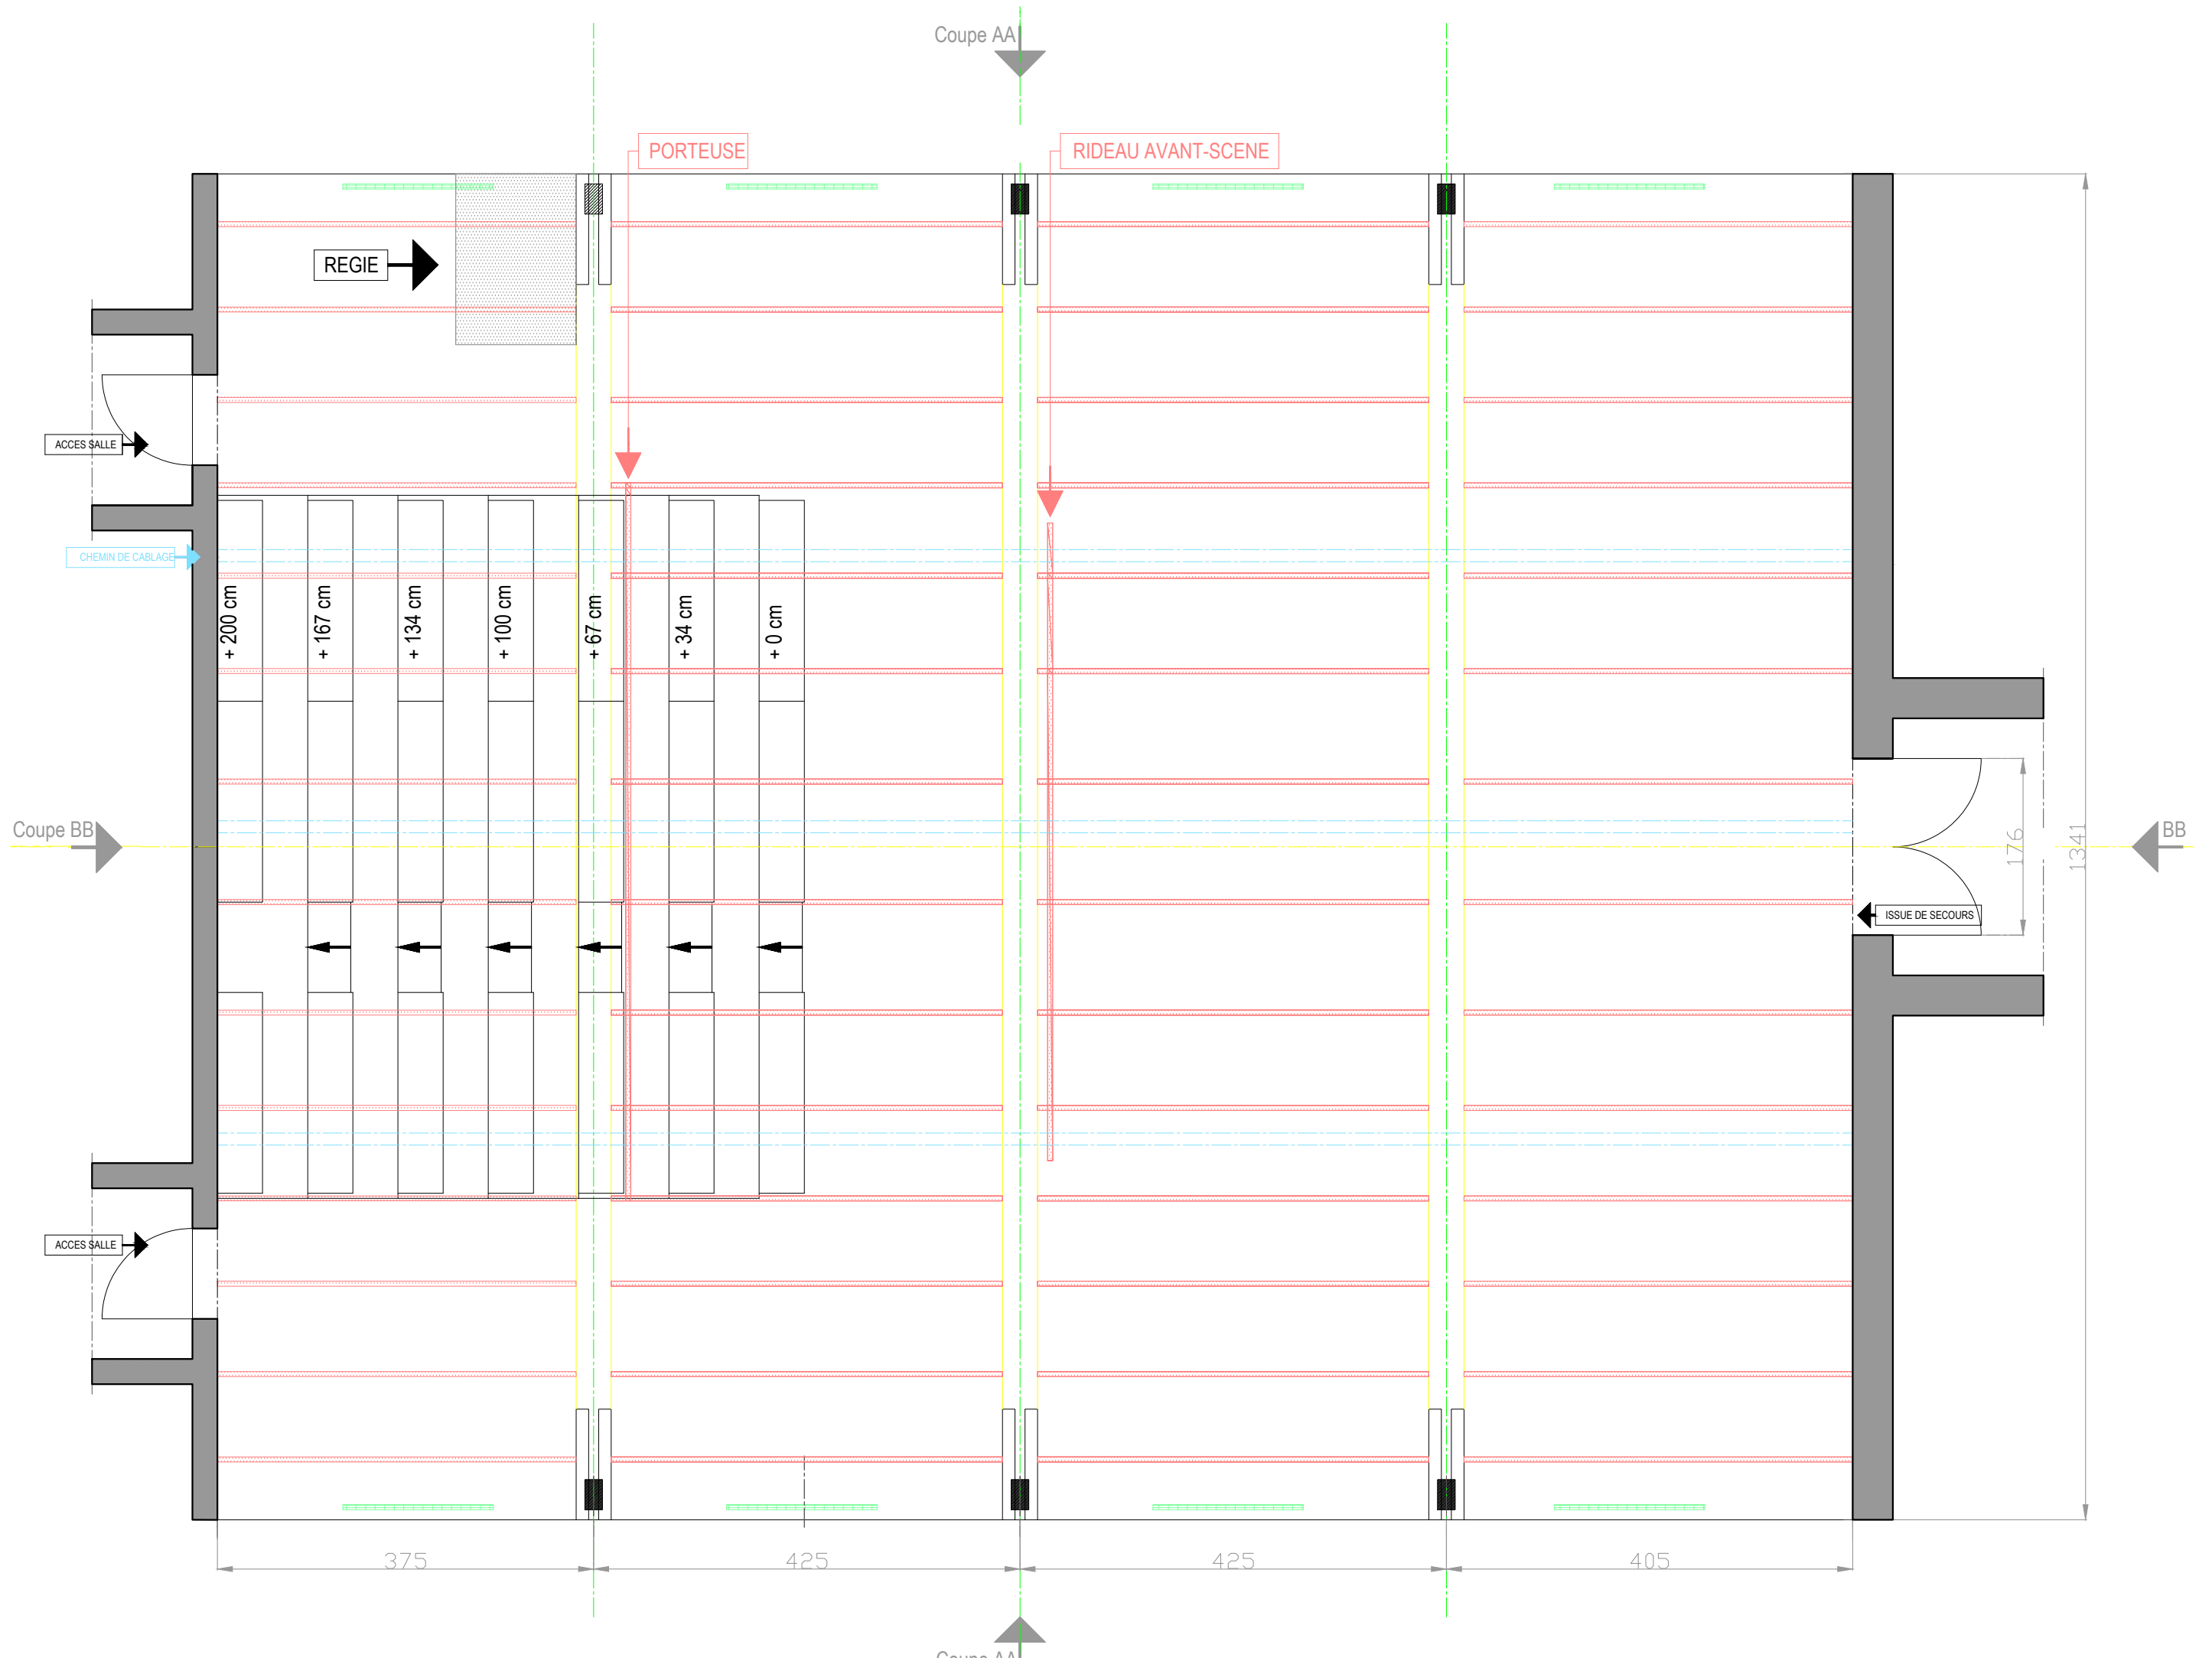 Coupe AA
PORTEUSE
RIDEAU AVANT-SCENE
REGIE
ACCES SALLE
CHEMIN DE CABLAGE
+ 200 cm
+ 167 cm
+ 134 cm
+ 100 cm
+ 67 cm
+ 34 cm
+ 0 cm
Coupe BB
BB
176
1341
ISSUE DE SECOURS
ACCES SALLE
375
425
425
405
Coupe AA